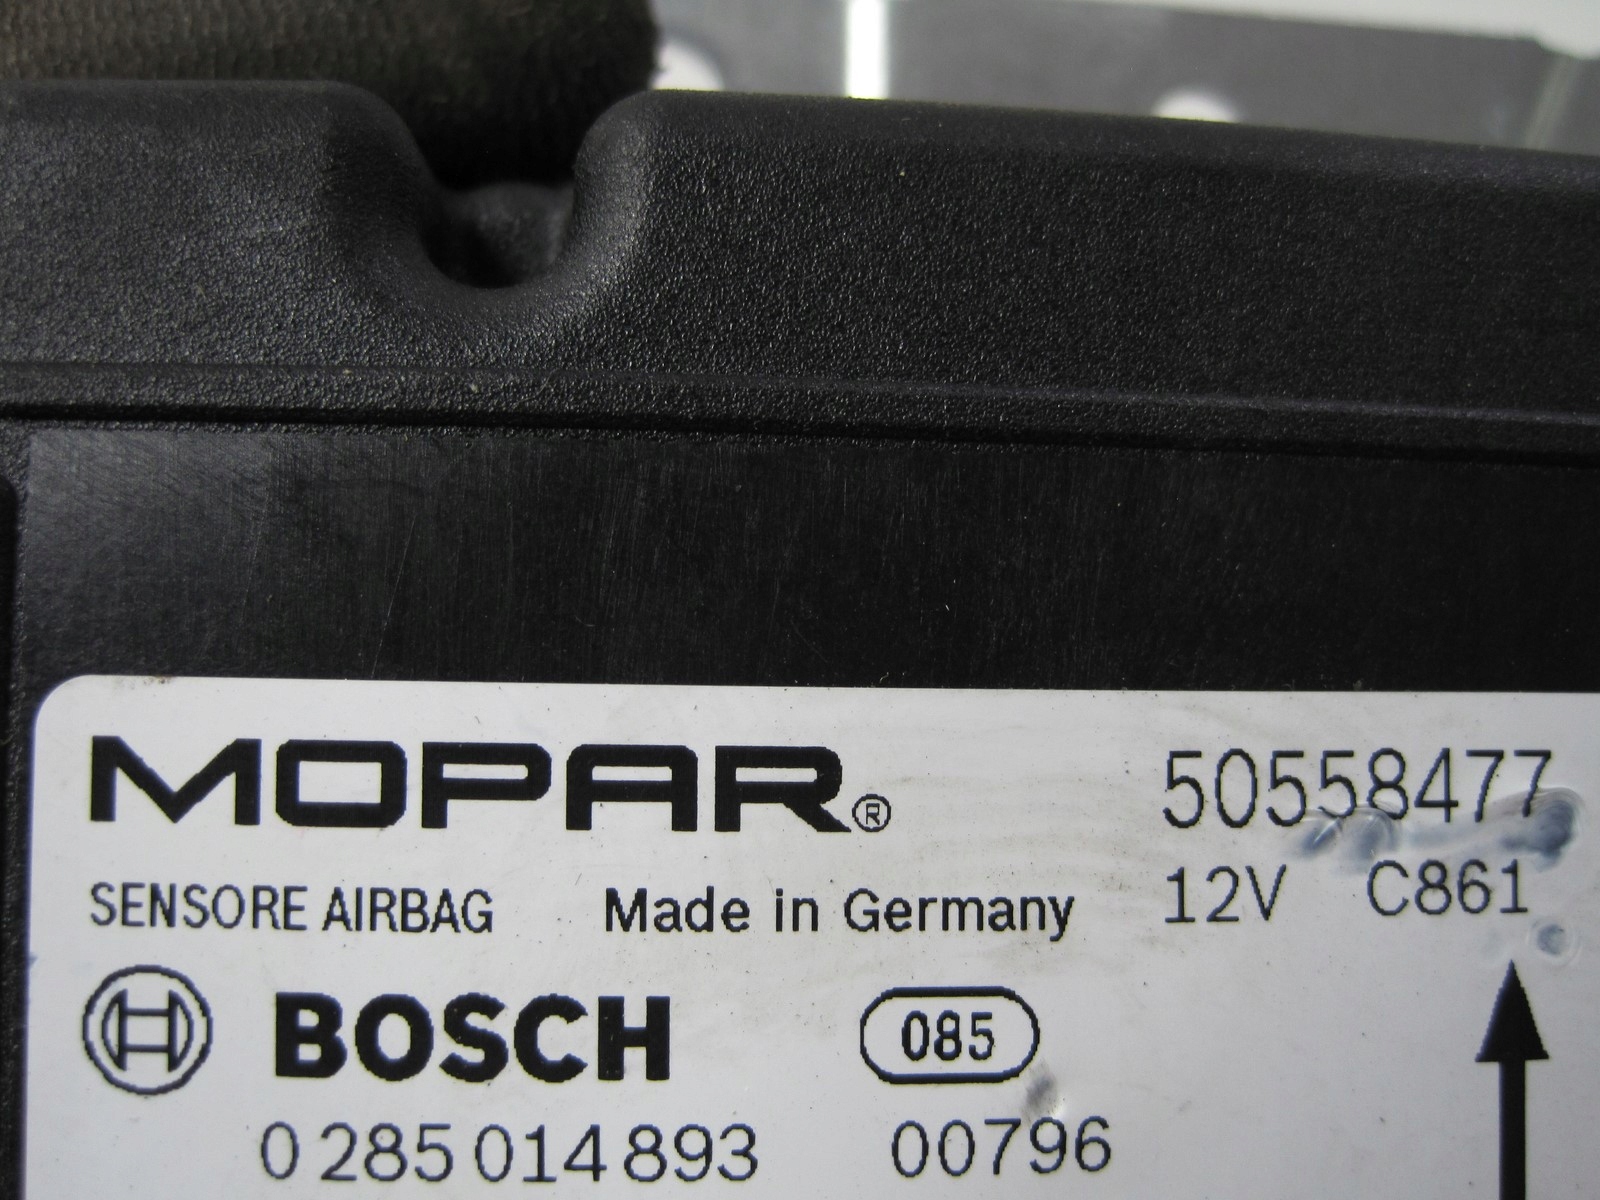 MOPAR® 50558477
SENSORE AIRBAG Made in Germany 12V C861
BOSCH 085
0 285 014 893 00796